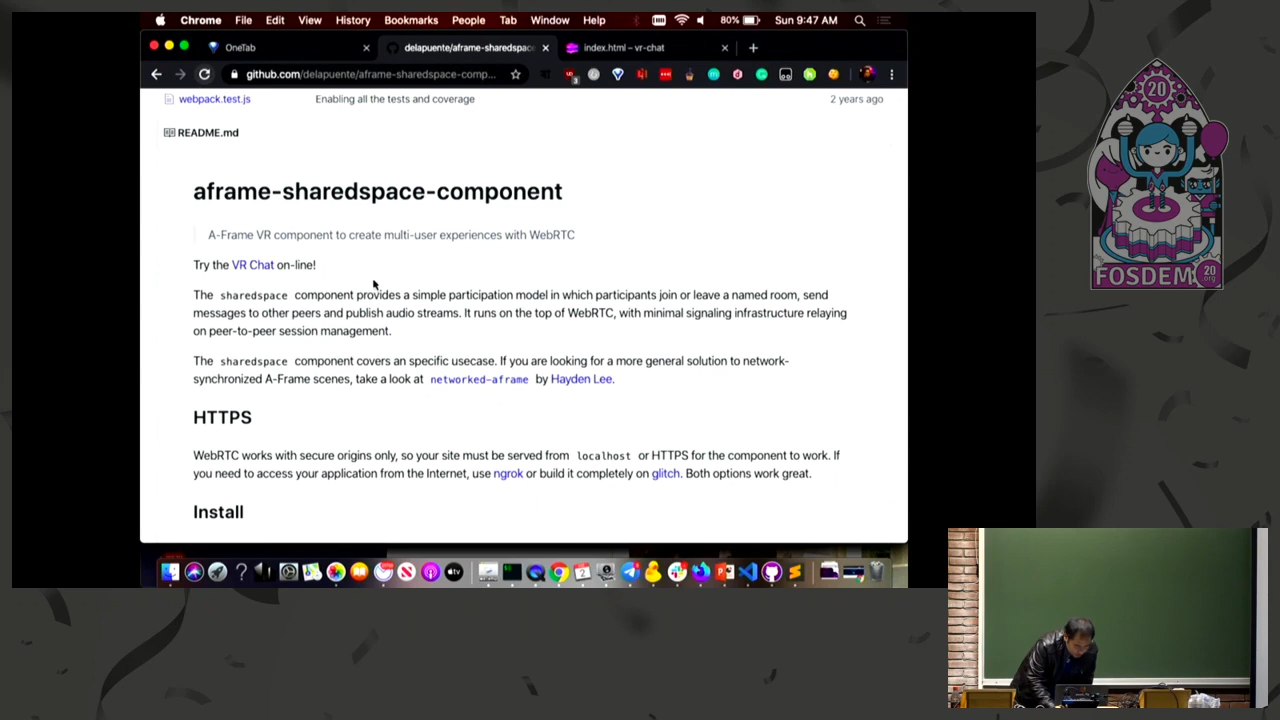 Chrome File Edit View History Bookmarks People Tab Window Help 80% Sun 9:47 AM
OneTab
delapuente/aframe-sharedspac
index.html – vr-chat
github.com/delapuente/aframe-sharedspace-comp...
webpack.test.js Enabling all the tests and coverage 2 years ago
README.md
aframe-sharedspace-component
A-Frame VR component to create multi-user experiences with WebRTC
Try the VR Chat on-line!
The sharedspace component provides a simple participation model in which participants join or leave a named room, send
messages to other peers and publish audio streams. It runs on the top of WebRTC, with minimal signaling infrastructure relaying
on peer-to-peer session management.
The sharedspace component covers an specific usecase. If you are looking for a more general solution to network-
synchronized A-Frame scenes, take a look at networked-aframe by Hayden Lee.
HTTPS
WebRTC works with secure origins only, so your site must be served from localhost or HTTPS for the component to work. If
you need to access your application from the Internet, use ngrok or build it completely on glitch. Both options work great.
Install
20
FOSDEM 20
.org